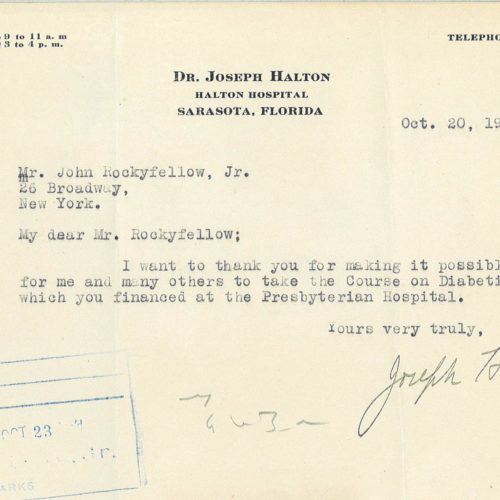 9 to 11 a. m
3 to 4 p. m.
TELEPHO
DR. JOSEPH HALTON
HALTON HOSPITAL
SARASOTA, FLORIDA
Oct. 20, 19
Mr. John Rockyfellow, Jr.
26 Broadway,
New York.
My dear Mr. Rockyfellow;
I want to thank you for making it possibl
for me and many others to take the Course on Diabeti
which you financed at the Presbyterian Hospital.
Yours very truly,
Joseph H
OCT 23
Jr.
ARKS